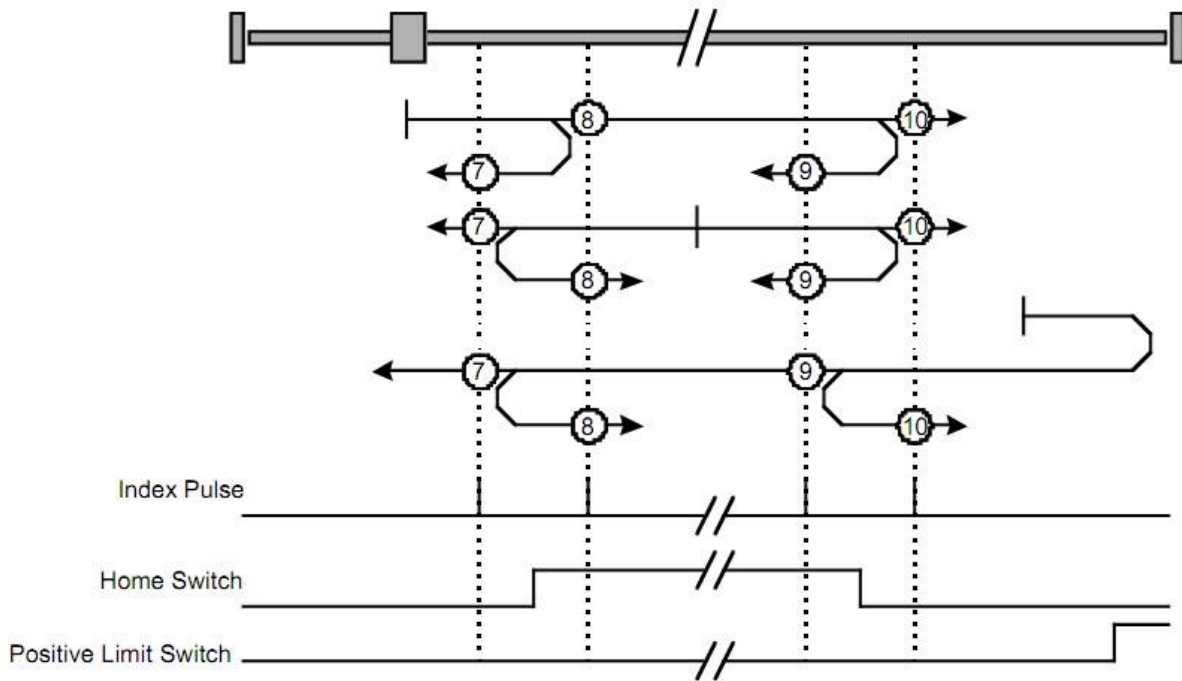 8 10
7 9
7 10
8 9
7 9
8 10
Index Pulse
Home Switch
Positive Limit Switch